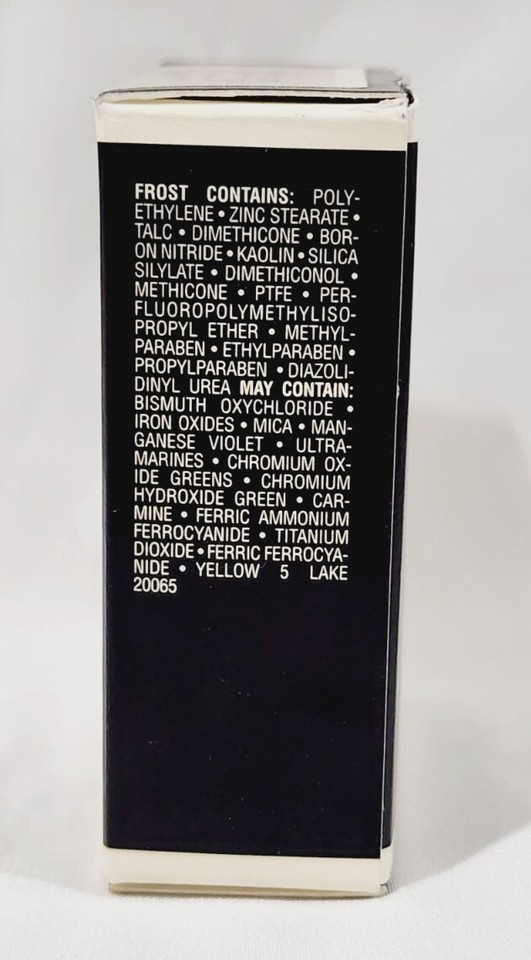 FROST CONTAINS: POLY-
ETHYLENE • ZINC STEARATE •
TALC • DIMETHICONE • BOR-
ON NITRIDE • KAOLIN • SILICA
SILYLATE • DIMETHICONOL •
METHICONE • PTFE • PER-
FLUOROPOLYMETHYLISO-
PROPYL ETHER • METHYL-
PARABEN • ETHYLPARABEN •
PROPYLPARABEN • DIAZOLI-
DINYL UREA MAY CONTAIN:
BISMUTH OXYCHLORIDE •
IRON OXIDES • MICA • MAN-
GANESE VIOLET • ULTRA-
MARINES • CHROMIUM OX-
IDE GREENS • CHROMIUM
HYDROXIDE GREEN • CAR-
MINE • FERRIC AMMONIUM
FERROCYANIDE • TITANIUM
DIOXIDE • FERRIC FERROCYA-
NIDE • YELLOW 5 LAKE
20065